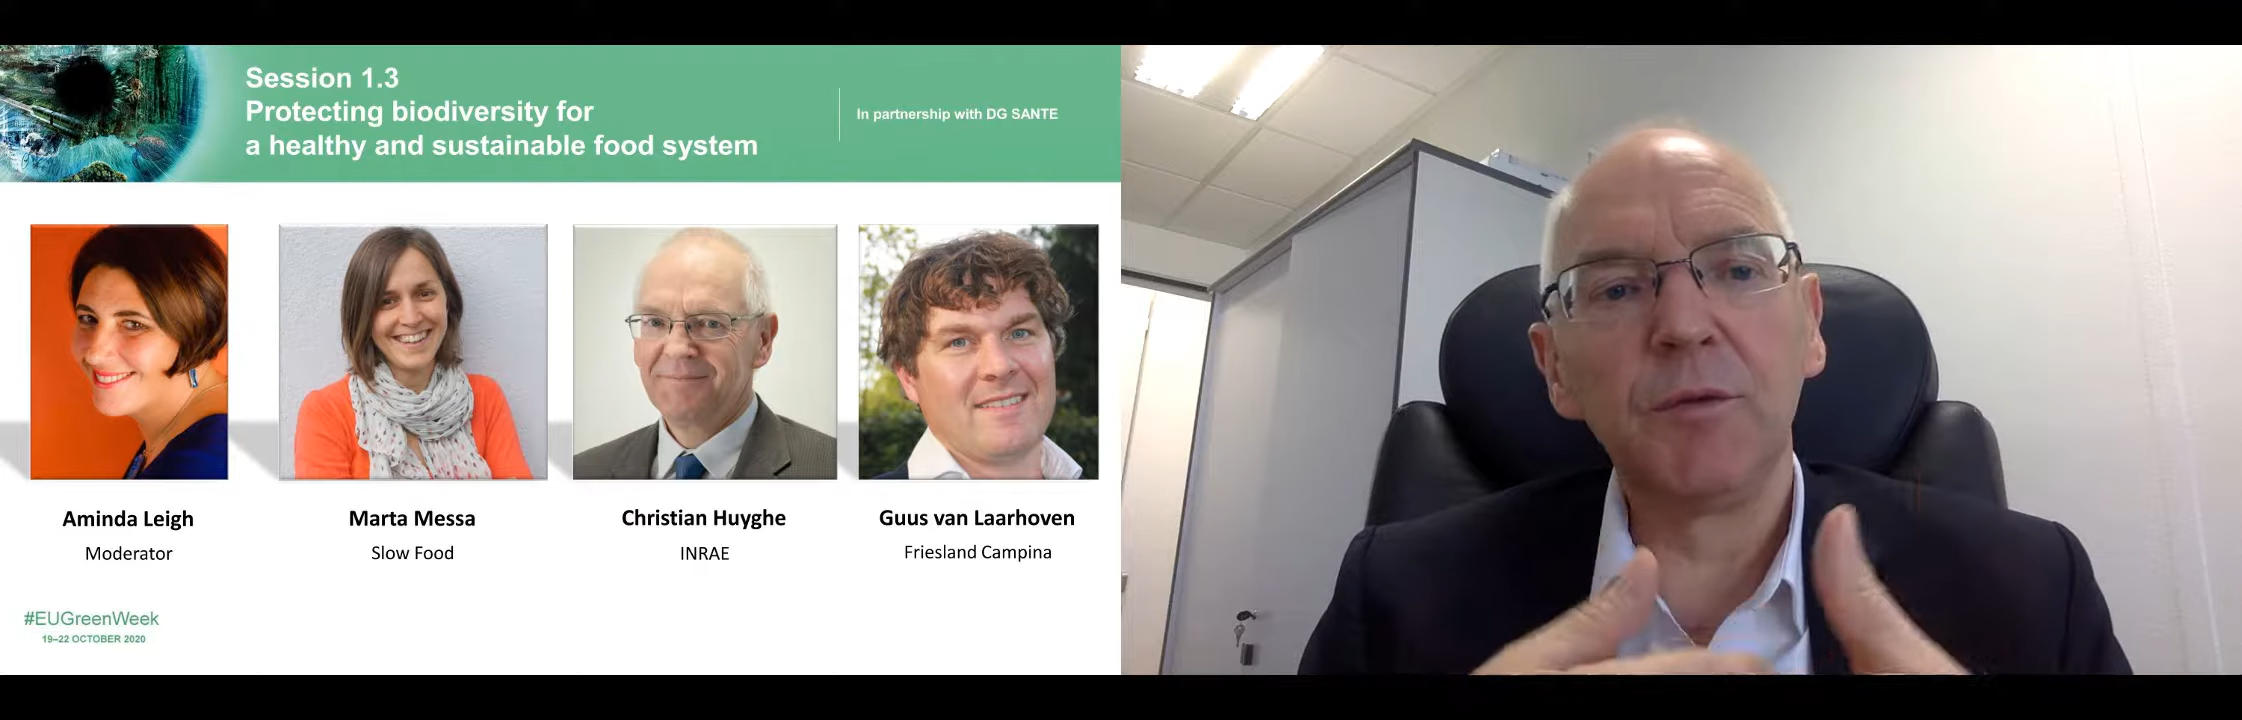 Session 1.3
Protecting biodiversity for
a healthy and sustainable food system
In partnership with DG SANTE
Aminda Leigh
Moderator
Marta Messa
Slow Food
Christian Huyghe
INRAE
Guus van Laarhoven
Friesland Campina
#EUGreenWeek
19–22 OCTOBER 2020